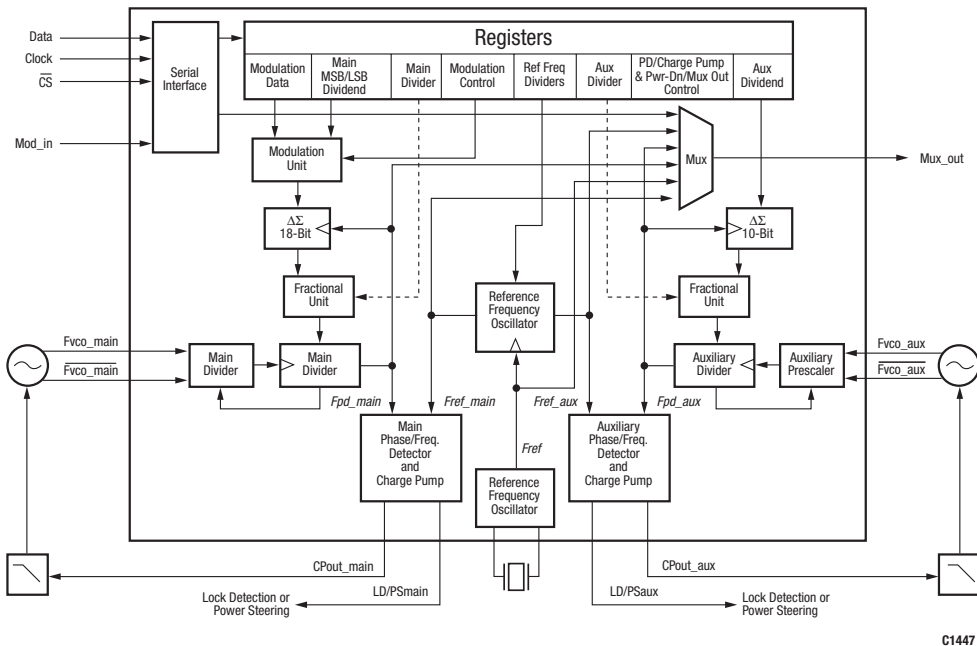 Registers
Data
Clock
CS
Mod_in
Serial
Interface
Modulation
Data
Main
MSB/LSB
Dividend
Main
Divider
Modulation
Control
Ref Freq
Dividers
Aux
Divider
PD/Charge Pump
& Pwr-Dn/Mux Out
Control
Aux
Dividend
Modulation
Unit
Mux
Mux_out
ΔΣ
18-Bit
ΔΣ
10-Bit
Fractional
Unit
Reference
Frequency
Oscillator
Fractional
Unit
Fvco_main
Fvco_main
Main
Divider
Main
Divider
Auxiliary
Divider
Auxiliary
Prescaler
Fvco_aux
Fvco_aux
Fpd_main
Fref_main
Fref_aux
Fpd_aux
Main
Phase/Freq.
Detector
and
Charge Pump
Fref
Auxiliary
Phase/Freq.
Detector
and
Charge Pump
Reference
Frequency
Oscillator
CPout_main
CPout_aux
LD/PSmain
LD/PSaux
Lock Detection or
Power Steering
Lock Detection or
Power Steering
C1447